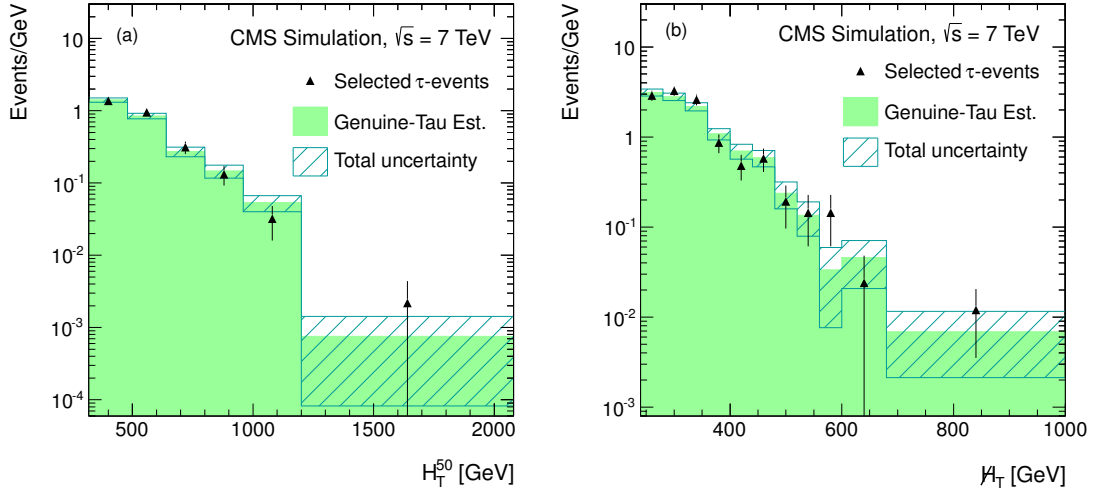 (a)
CMS Simulation, √s = 7 TeV
Selected τ-events
Genuine-Tau Est.
Total uncertainty
Events/GeV
10
1
10⁻¹
10⁻²
10⁻³
10⁻⁴
500 1000 1500 2000
H_T^50 [GeV]
(b)
CMS Simulation, √s = 7 TeV
Selected τ-events
Genuine-Tau Est.
Total uncertainty
Events/GeV
10
1
10⁻¹
10⁻²
10⁻³
400 600 800 1000
H̸_T [GeV]